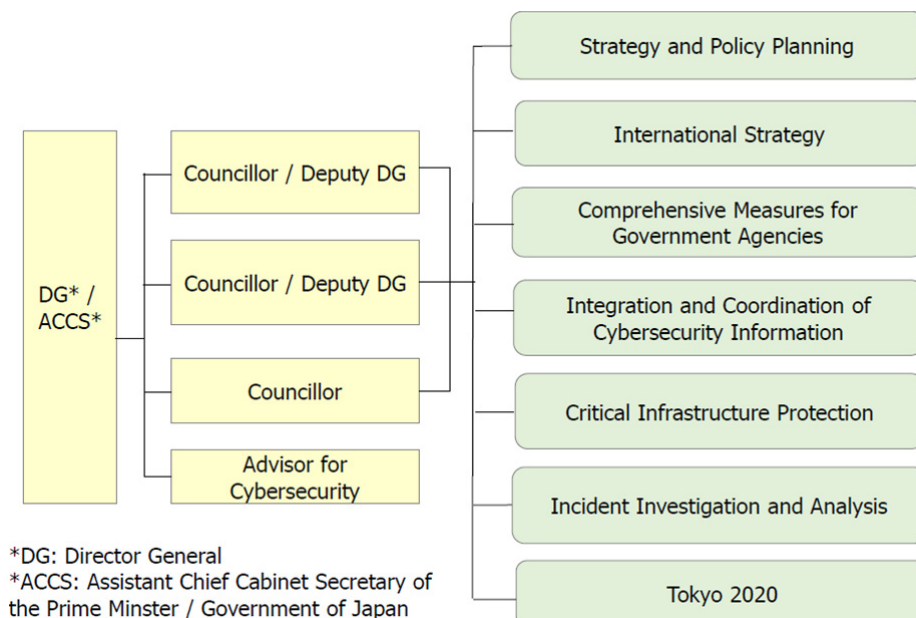 DG* /
ACCS*
Councillor / Deputy DG
Councillor / Deputy DG
Councillor
Advisor for
Cybersecurity
Strategy and Policy Planning
International Strategy
Comprehensive Measures for
Government Agencies
Integration and Coordination of
Cybersecurity Information
Critical Infrastructure Protection
Incident Investigation and Analysis
Tokyo 2020
*DG: Director General
*ACCS: Assistant Chief Cabinet Secretary of
the Prime Minster / Government of Japan